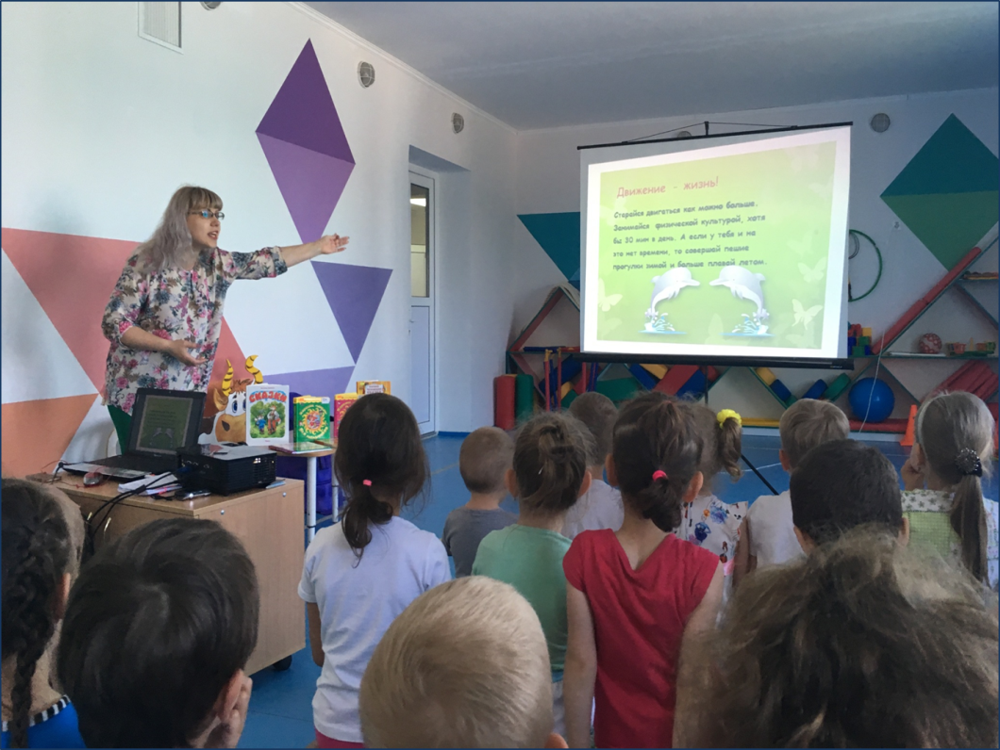 Движение - жизнь!
Старайся двигаться как можно больше.
Занимайся физической культурой, хотя
бы 30 мин в день. А если у тебя и на
это нет времени, то совершай пешие
прогулки зимой и больше плавай летом.
СКАЗКИ